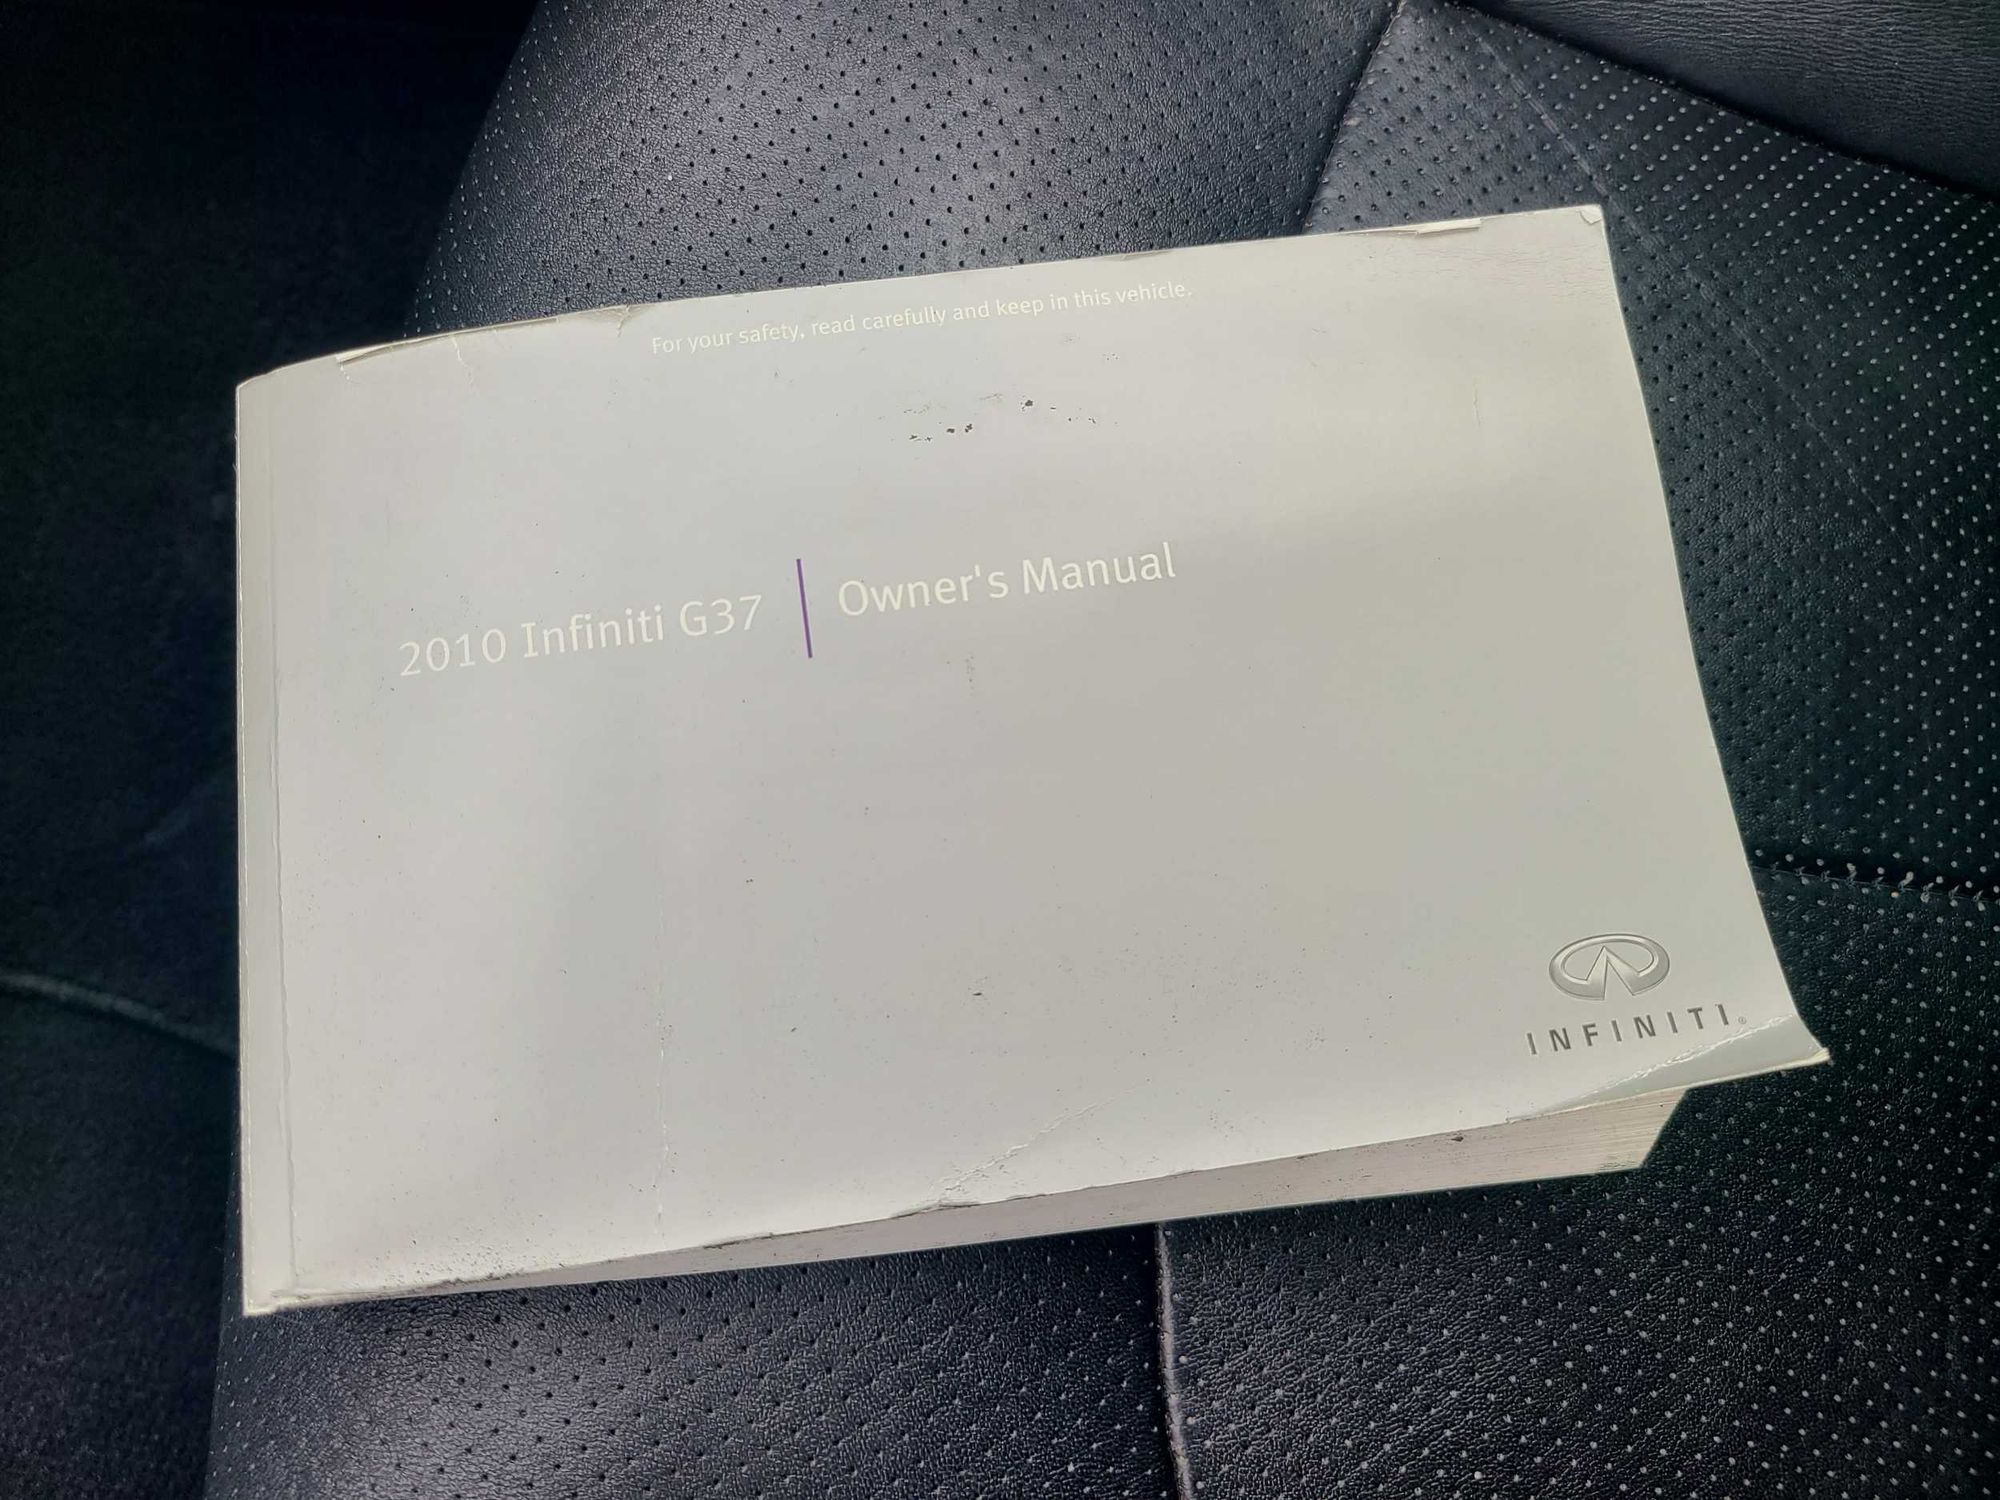 For your safety, read carefully and keep in this vehicle.
2010 Infiniti G37 | Owner's Manual
INFINITI®